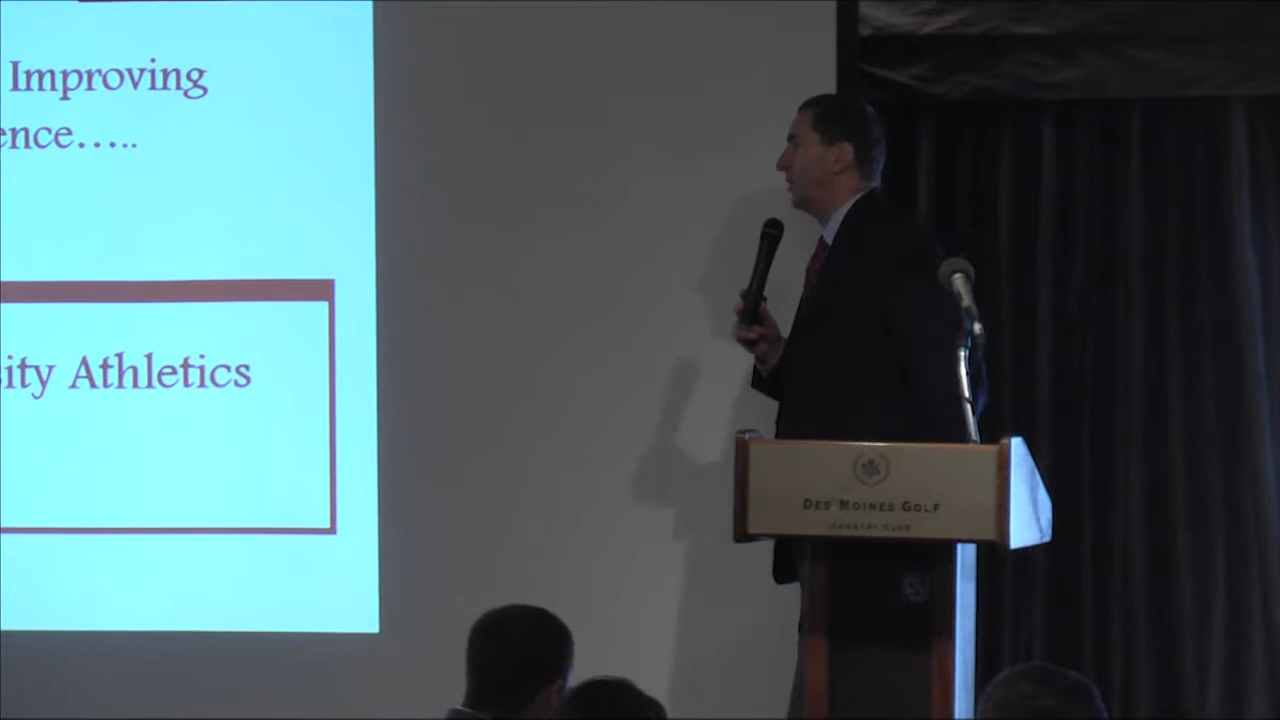 Improving
ence.....
sity Athletics
DES MOINES GOLF
COUNTRY CLUB